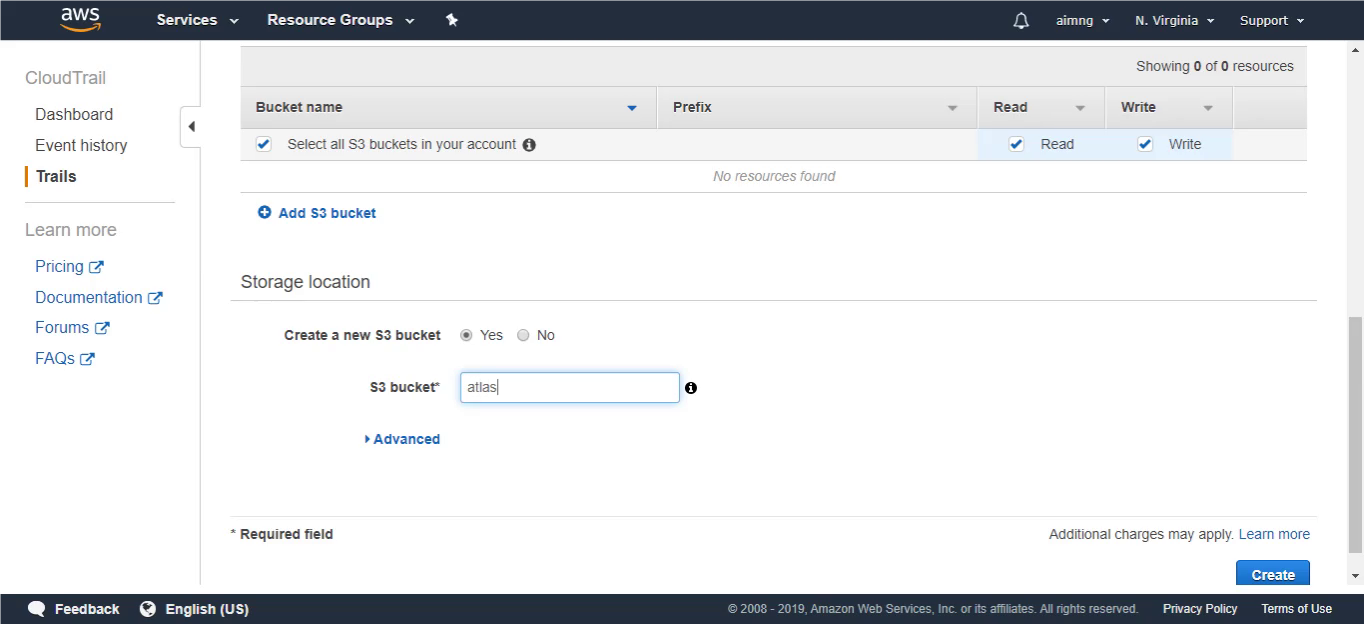 aws Services Resource Groups aimng N. Virginia Support
CloudTrail
Dashboard
Event history
Trails
Learn more
Pricing
Documentation
Forums
FAQs
Showing 0 of 0 resources
Bucket name Prefix Read Write
Select all S3 buckets in your account Read Write
No resources found
Add S3 bucket
Storage location
Create a new S3 bucket Yes No
S3 bucket* atlas
Advanced
* Required field Additional charges may apply. Learn more
Create
Feedback English (US) © 2008 - 2019, Amazon Web Services, Inc. or its affiliates. All rights reserved. Privacy Policy Terms of Use